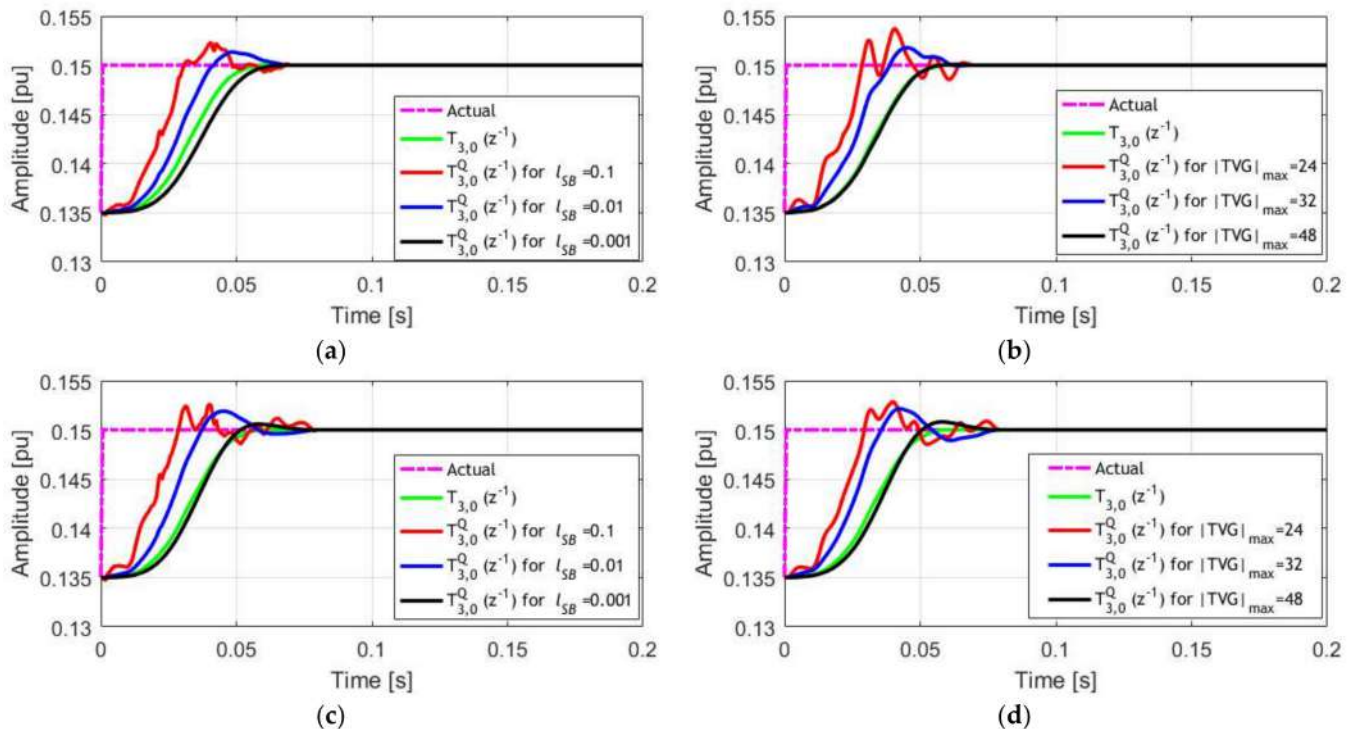 0.155
0.15
0.145
0.14
0.135
0.13
Amplitude [pu]
Actual
T3,0 (z-1)
TQ3,0 (z-1) for lSB=0.1
TQ3,0 (z-1) for lSB=0.01
TQ3,0 (z-1) for lSB=0.001
0 0.05 0.1 0.15 0.2
Time [s]
(a)
0.155
0.15
0.145
0.14
0.135
0.13
Amplitude [pu]
Actual
T3,0 (z-1)
TQ3,0 (z-1) for |TVG|max=24
TQ3,0 (z-1) for |TVG|max=32
TQ3,0 (z-1) for |TVG|max=48
0 0.05 0.1 0.15 0.2
Time [s]
(b)
0.155
0.15
0.145
0.14
0.135
0.13
Amplitude [pu]
Actual
T3,0 (z-1)
TQ3,0 (z-1) for lSB=0.1
TQ3,0 (z-1) for lSB=0.01
TQ3,0 (z-1) for lSB=0.001
0 0.05 0.1 0.15 0.2
Time [s]
(c)
0.155
0.15
0.145
0.14
0.135
0.13
Amplitude [pu]
Actual
T3,0 (z-1)
TQ3,0 (z-1) for |TVG|max=24
TQ3,0 (z-1) for |TVG|max=32
TQ3,0 (z-1) for |TVG|max=48
0 0.05 0.1 0.15 0.2
Time [s]
(d)